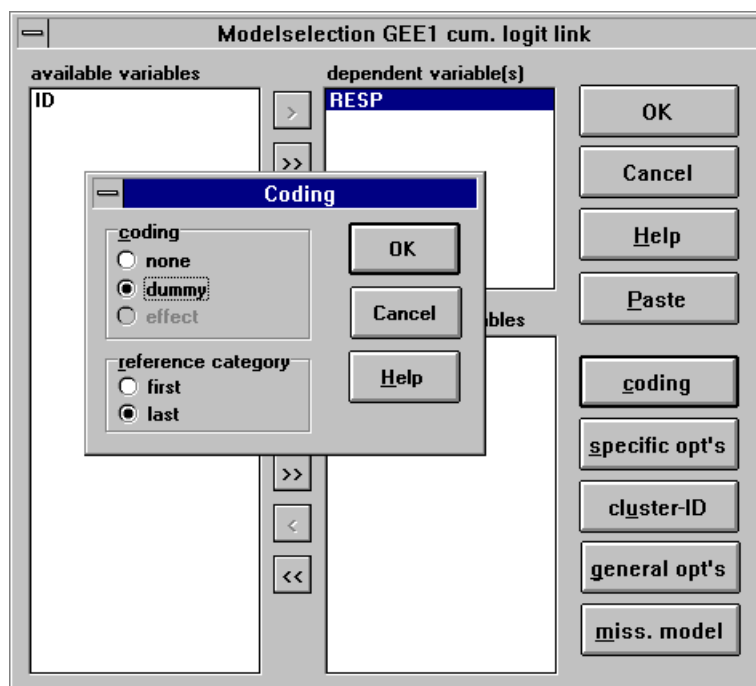 Modelselection GEE1 cum. logit link
available variables
dependent variable(s)
ID
RESP
>
>>
OK
Cancel
Help
Paste
Coding
coding
none
dummy
effect
reference category
first
last
OK
Cancel
Help
bles
>>
<
<<
coding
specific opt's
cluster-ID
general opt's
miss. model